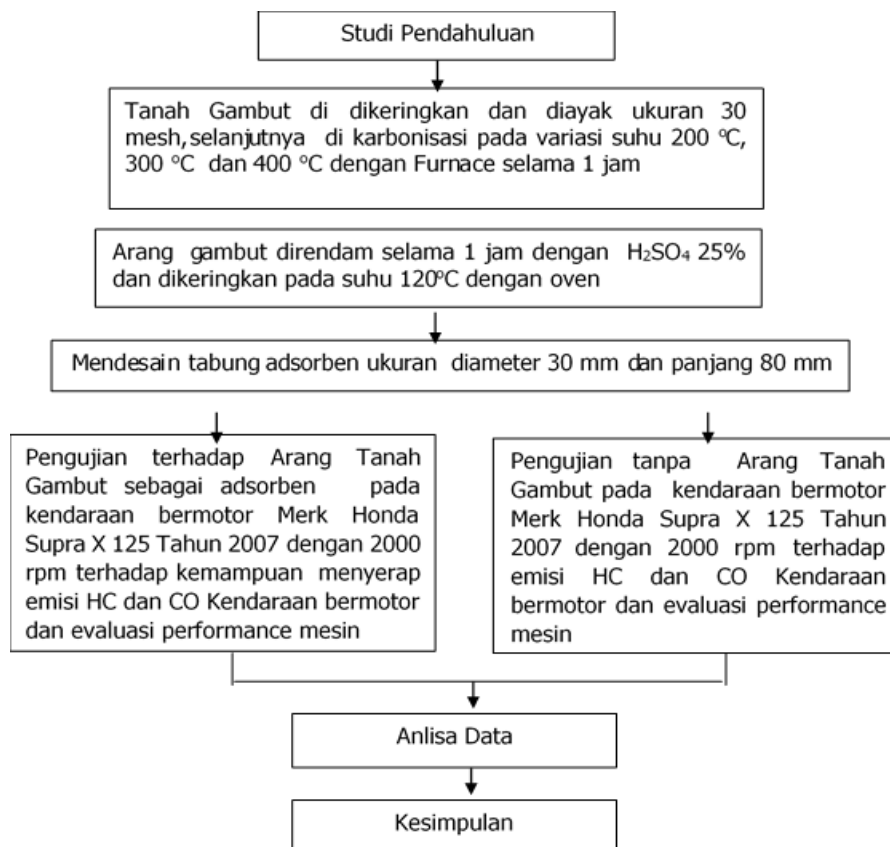 Studi Pendahuluan
Tanah Gambut di dikeringkan dan diayak ukuran 30
mesh,selanjutnya di karbonisasi pada variasi suhu 200 °C,
300 °C dan 400 °C dengan Furnace selama 1 jam
Arang gambut direndam selama 1 jam dengan H₂SO₄ 25%
dan dikeringkan pada suhu 120°C dengan oven
Mendesain tabung adsorben ukuran diameter 30 mm dan panjang 80 mm
Pengujian terhadap Arang Tanah
Gambut sebagai adsorben pada
kendaraan bermotor Merk Honda
Supra X 125 Tahun 2007 dengan 2000
rpm terhadap kemampuan menyerap
emisi HC dan CO Kendaraan bermotor
dan evaluasi performance mesin
Pengujian tanpa Arang Tanah
Gambut pada kendaraan bermotor
Merk Honda Supra X 125 Tahun
2007 dengan 2000 rpm terhadap
emisi HC dan CO Kendaraan
bermotor dan evaluasi performance
mesin
Anlisa Data
Kesimpulan